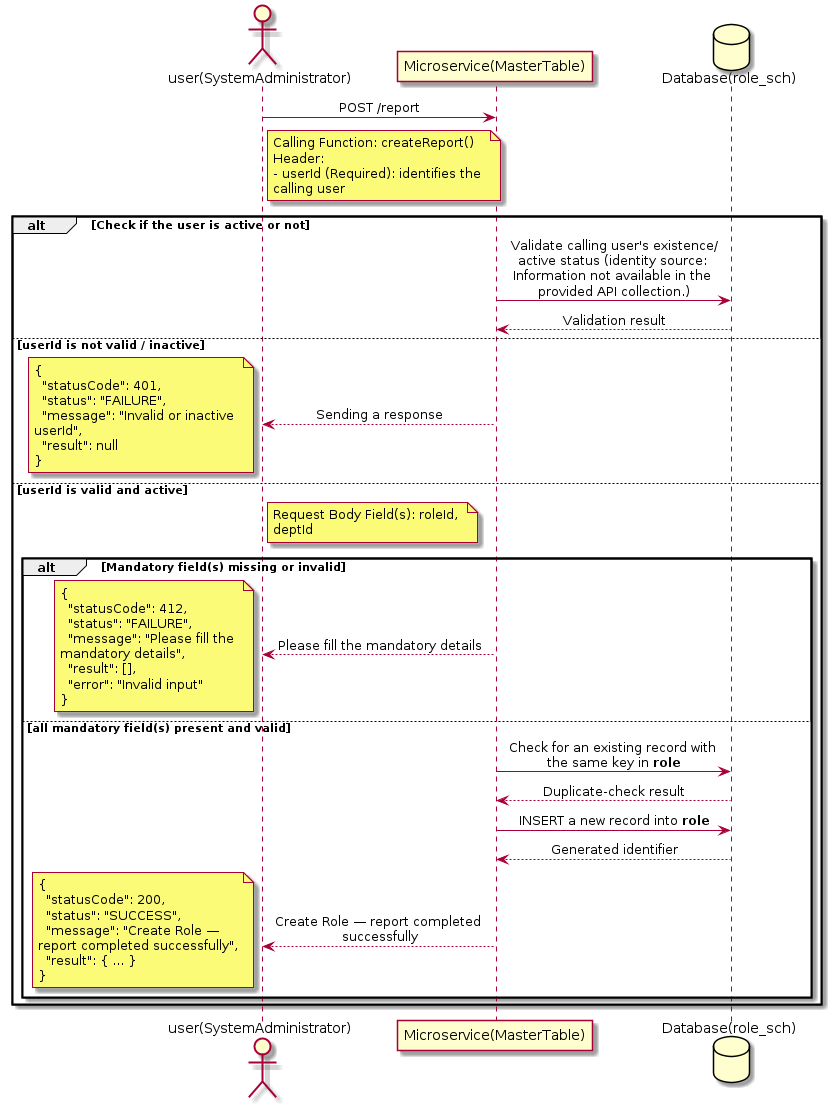 user(SystemAdministrator)
Microservice(MasterTable)
Database(role_sch)
POST /report
Calling Function: createReport()
Header:
- userId (Required): identifies the
calling user
alt
[Check if the user is active or not]
Validate calling user's existence/
active status (identity source:
Information not available in the
provided API collection.)
Validation result
[userId is not valid / inactive]
{
"statusCode": 401,
"status": "FAILURE",
"message": "Invalid or inactive
userId",
"result": null
}
Sending a response
[userId is valid and active]
Request Body Field(s): roleId,
deptId
alt
[Mandatory field(s) missing or invalid]
{
"statusCode": 412,
"status": "FAILURE",
"message": "Please fill the
mandatory details",
"result": [],
"error": "Invalid input"
}
Please fill the mandatory details
[all mandatory field(s) present and valid]
Check for an existing record with
the same key in role
Duplicate-check result
INSERT a new record into role
Generated identifier
{
"statusCode": 200,
"status": "SUCCESS",
"message": "Create Role —
report completed successfully",
"result": { ... }
}
Create Role — report completed
successfully
user(SystemAdministrator)
Microservice(MasterTable)
Database(role_sch)